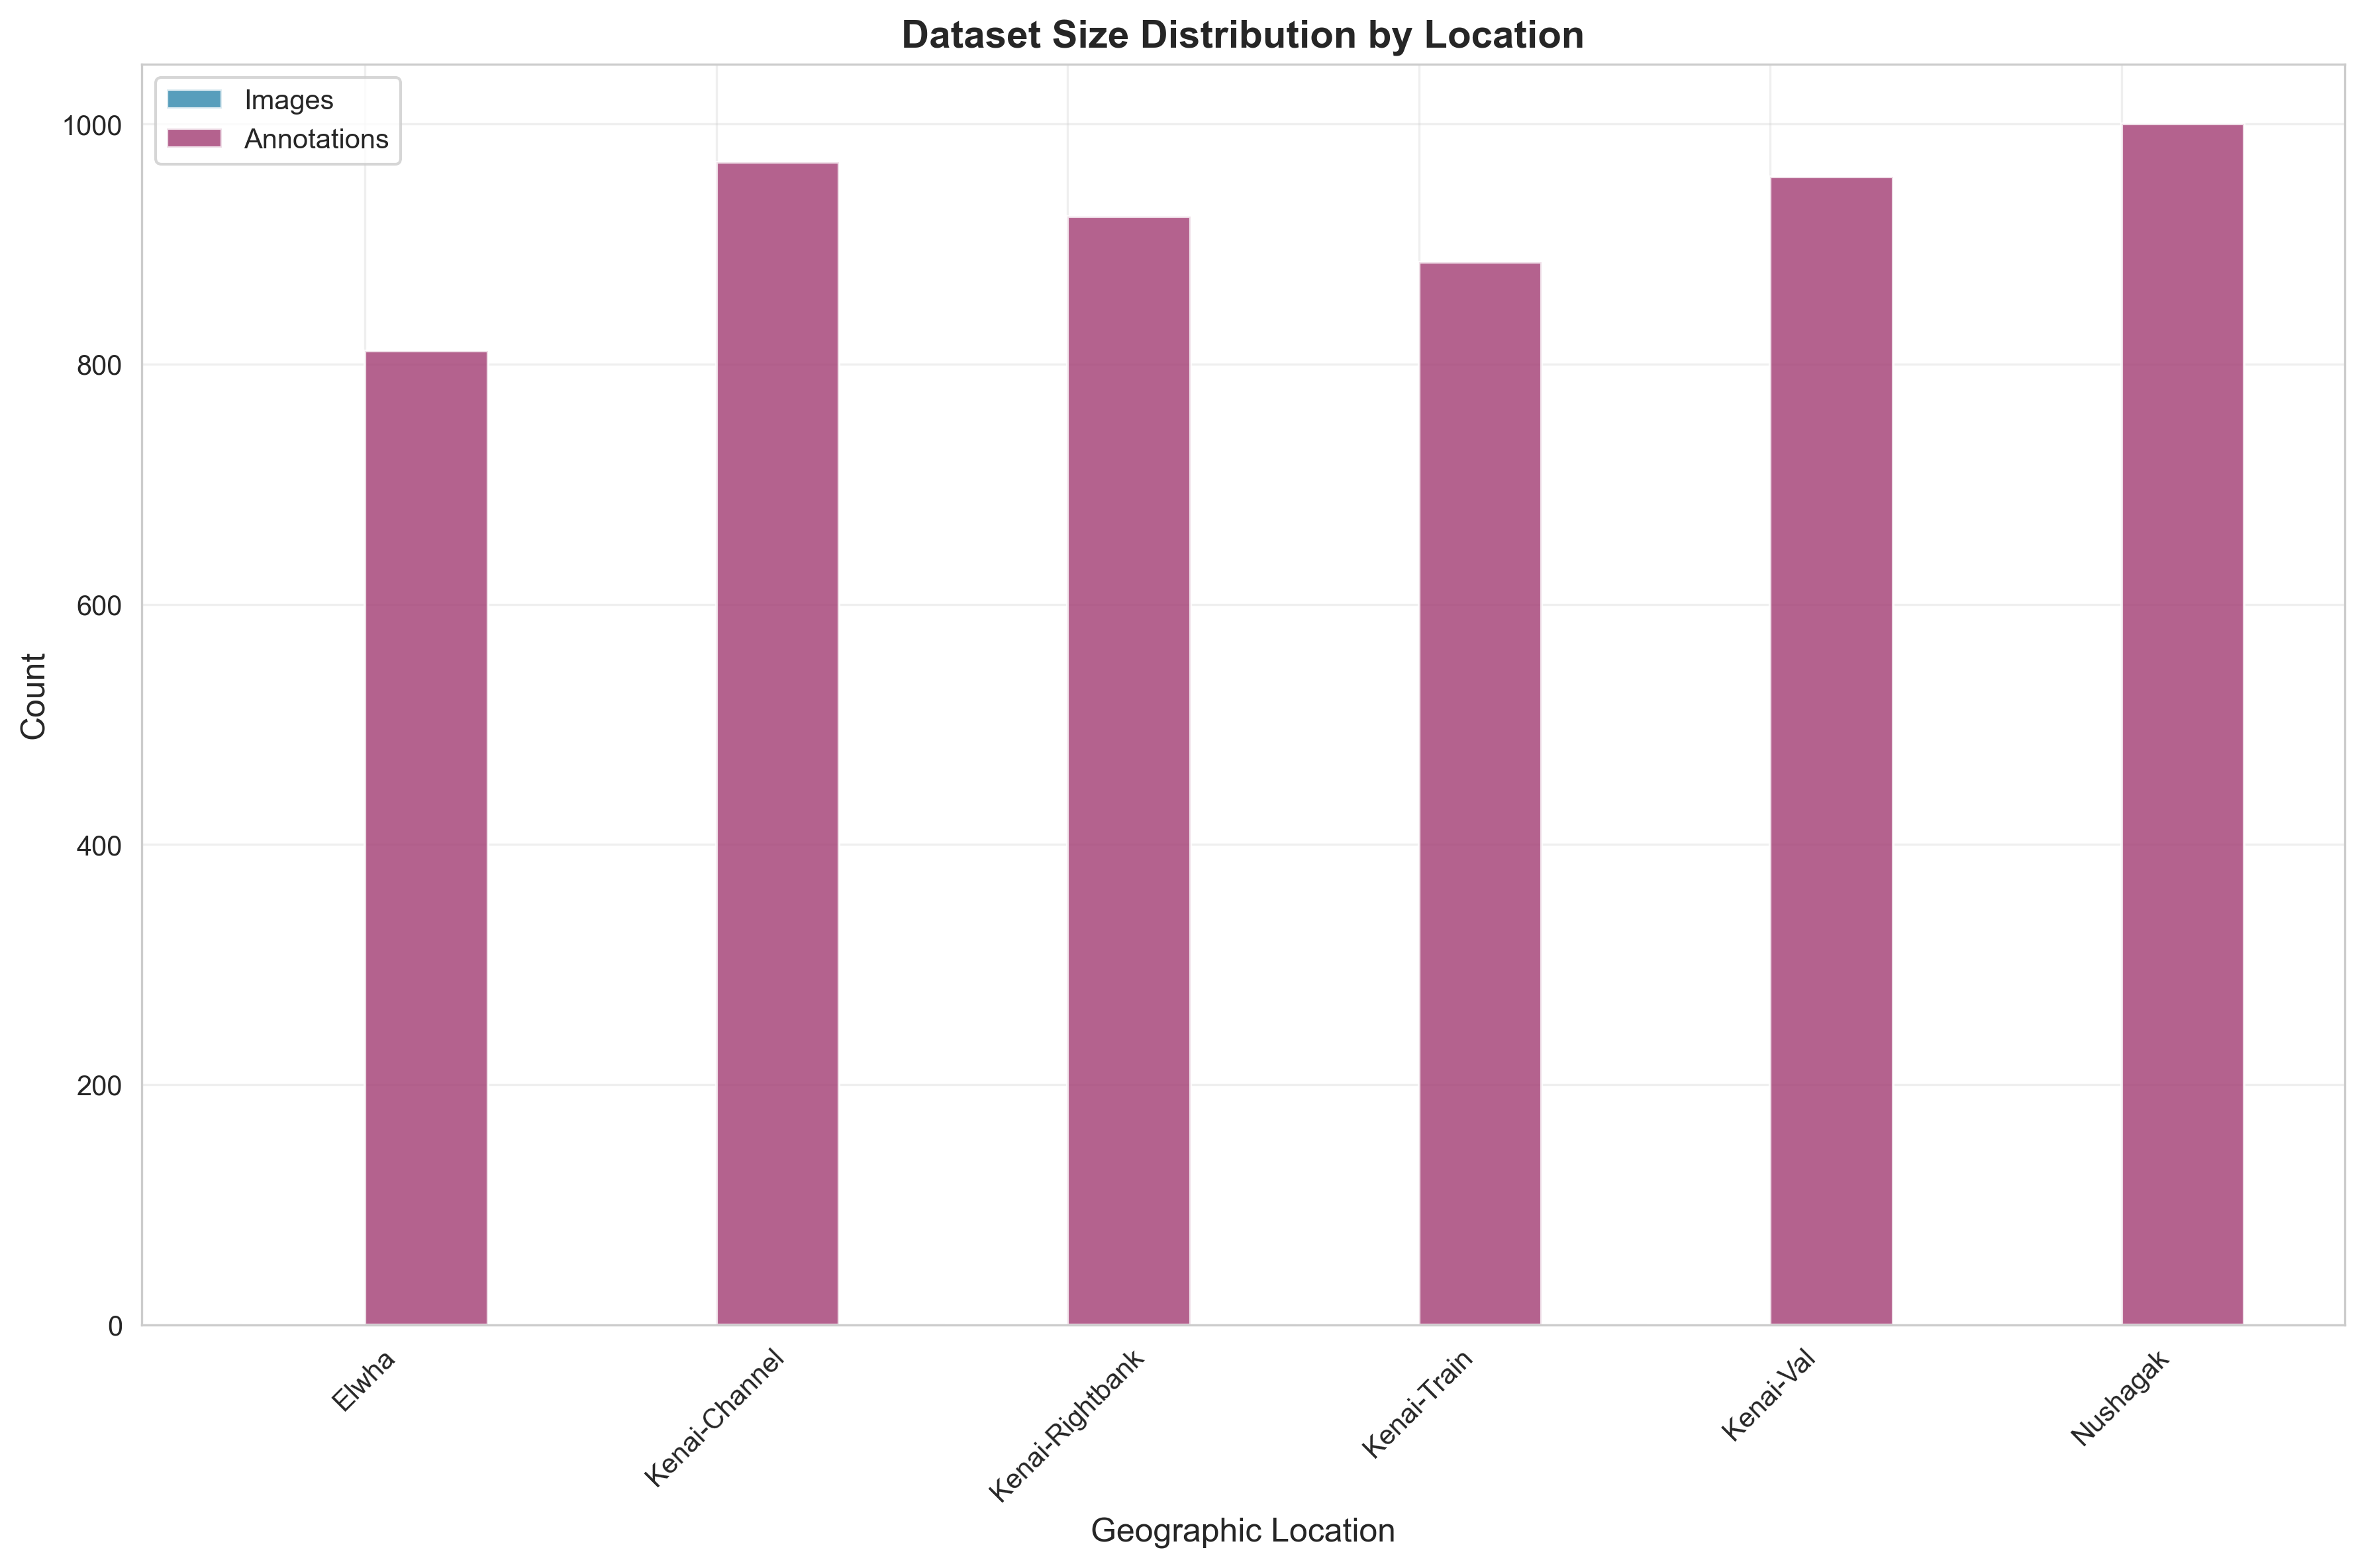 Dataset Size Distribution by Location
Images
Annotations
1000
800
600
400
200
0
Count
Elwha
Kenai-Channel
Kenai-Rightbank
Kenai-Train
Kenai-Val
Nushagak
Geographic Location